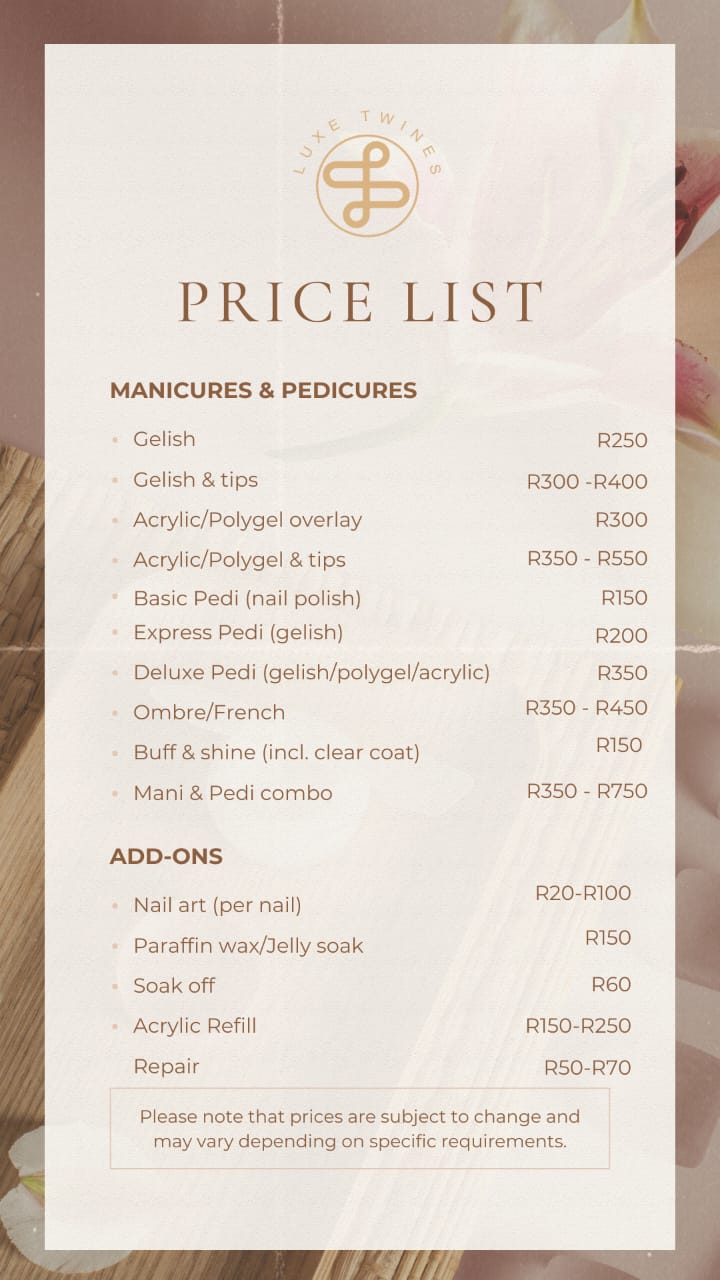 LUXE TWINES
PRICE LIST
MANICURES & PEDICURES
Gelish R250
Gelish & tips R300 -R400
Acrylic/Polygel overlay R300
Acrylic/Polygel & tips R350 - R550
Basic Pedi (nail polish) R150
Express Pedi (gelish) R200
Deluxe Pedi (gelish/polygel/acrylic) R350
Ombre/French R350 - R450
Buff & shine (incl. clear coat) R150
Mani & Pedi combo R350 - R750
ADD-ONS
Nail art (per nail) R20-R100
Paraffin wax/Jelly soak R150
Soak off R60
Acrylic Refill R150-R250
Repair R50-R70
Please note that prices are subject to change and
may vary depending on specific requirements.